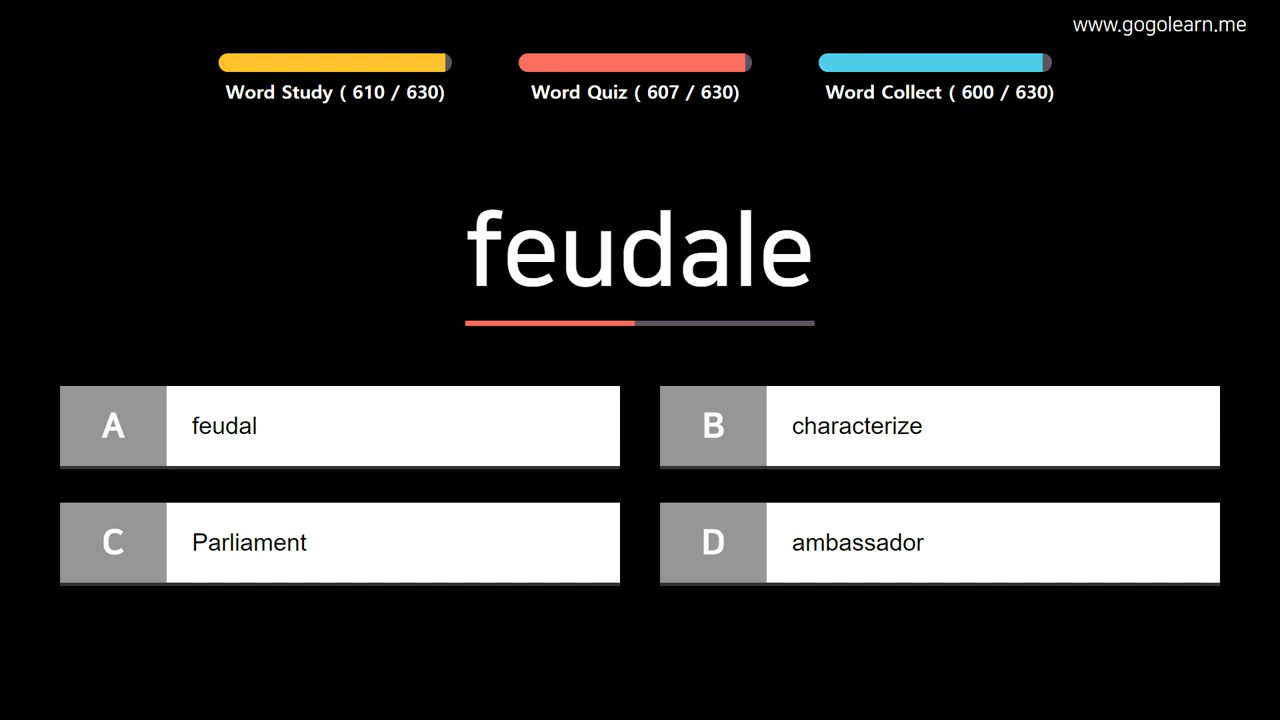 www.gogolearn.me
Word Study ( 610 / 630)
Word Quiz ( 607 / 630)
Word Collect ( 600 / 630)
feudale
A feudal
B characterize
C Parliament
D ambassador